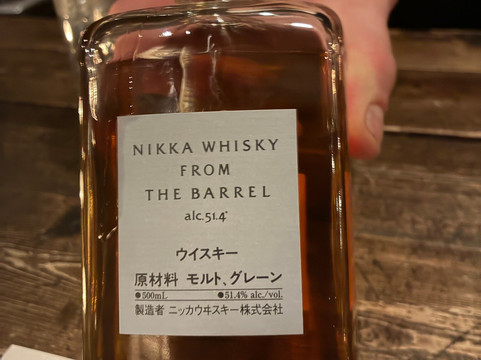 NIKKA WHISKY
FROM
THE BARREL
alc.51.4°
ウイスキー
原材料 モルト、グレーン
●500mL ●51.4% alc./vol.
製造者 ニッカウヰスキー株式会社